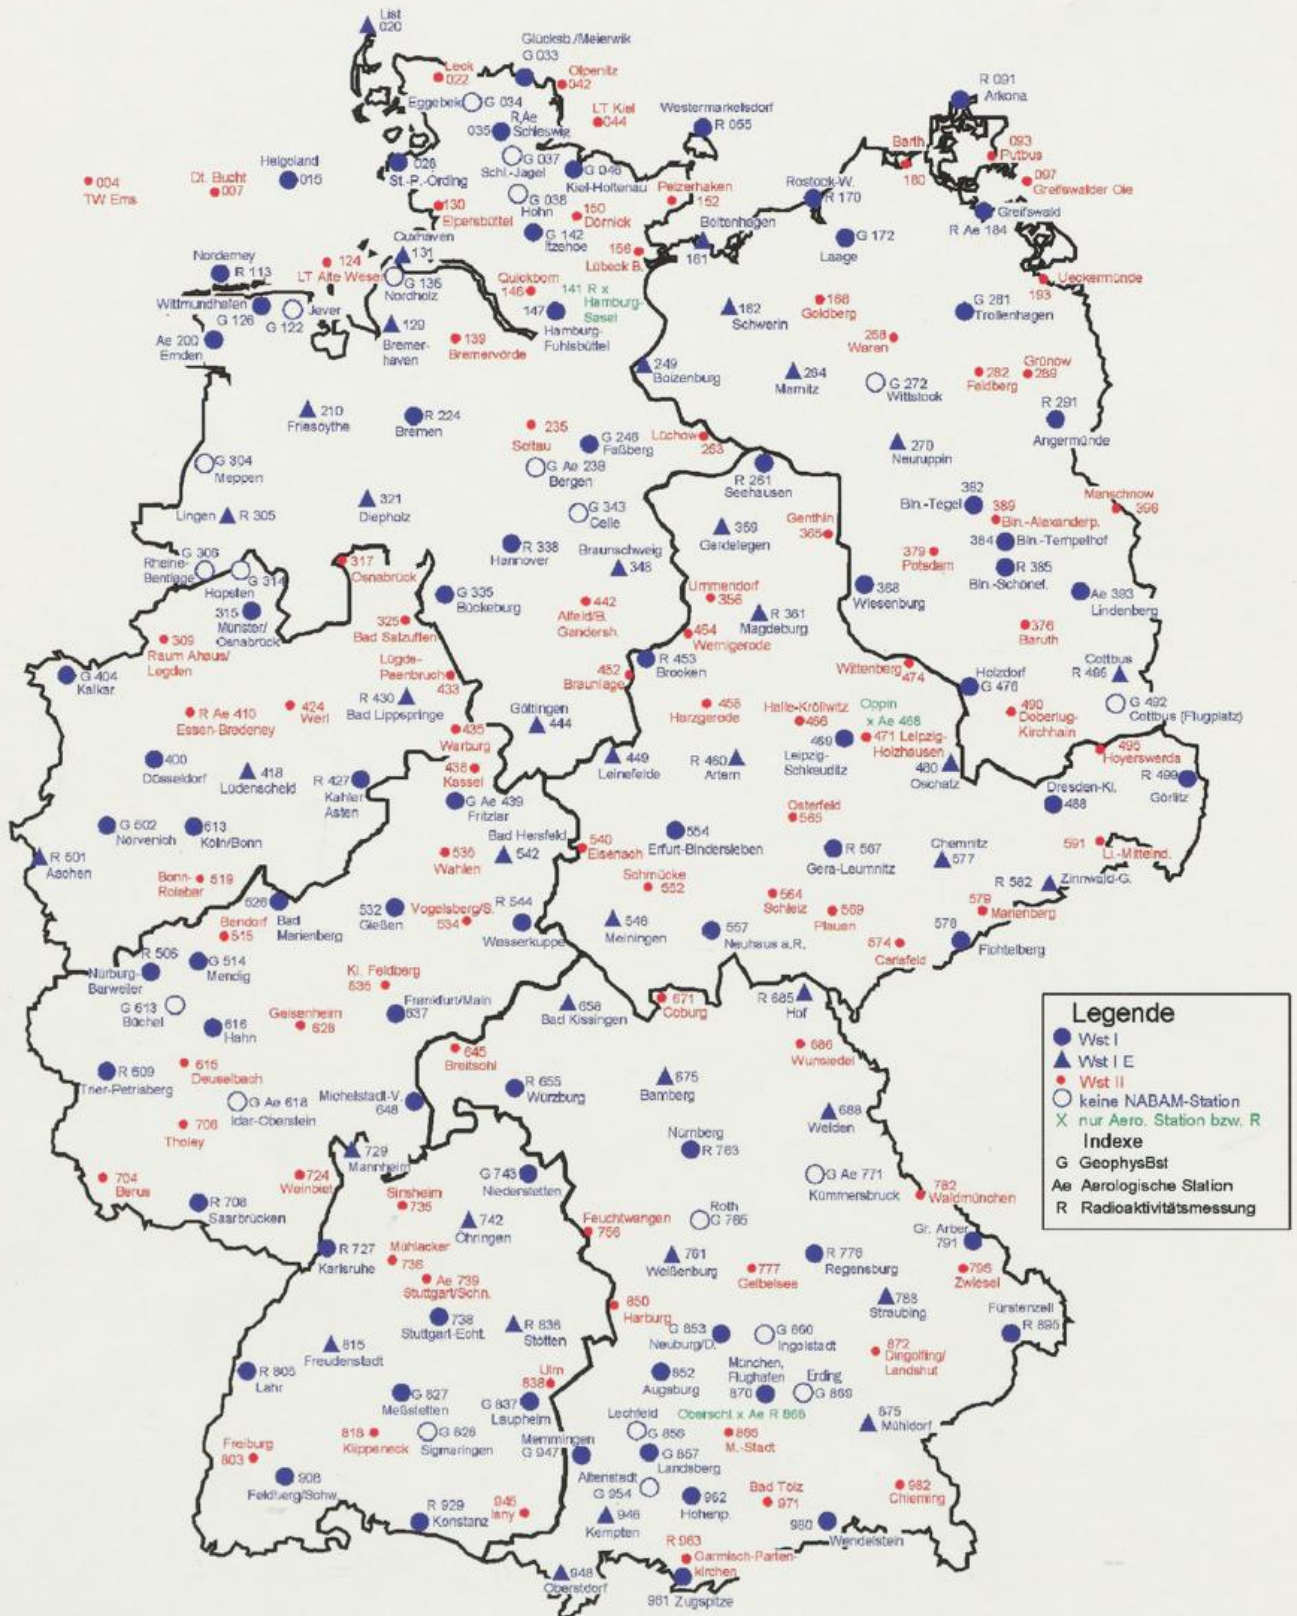 List
020
Glücksb./Meierwik
G 033
Leck
022
Olpenitz
042
Eggebek
G 034
R,Ae
035 Schleswig
LT Kiel
044
Westermarkelsdorf
R 055
R 091
Arkona
G 037
Schl.-Jagel
026
St.-P.-Ording
G 046
Kiel-Holtenau
Helgoland
015
Dt. Bucht
007
004
TW Ems
G 038
Hohn
130
Elpersbüttel
150
Dörnick
Pelzerhaken
152
Rostock-W.
R 170
Barth
180
093
Putbus
097
Greifswalder Oie
Greifswald
R Ae 184
G 142
Itzehoe
Boltenhagen
161
156
Lübeck B.
G 172
Laage
Cuxhaven
131
Norderney
R 113
124
LT Alte Weser
G 136
Nordholz
Quickborn
146
141 R x
Hamburg-
Sasel
Ueckermünde
193
Wittmundhafen
G 126
Jever
G 122
147
Hamburg-
Fuhlsbüttel
162
Schwerin
168
Goldberg
G 281
Trollenhagen
Ae 200
Emden
129
Bremer-
haven
139
Bremervörde
258
Waren
249
Boizenburg
264
Marnitz
G 272
Wittstock
282
Feldberg
Grünow
289
210
Friesoythe
R 224
Bremen
235
Soltau
G 246
Faßberg
Lüchow
253
R 291
Angermünde
270
Neuruppin
G 304
Meppen
G Ae 238
Bergen
R 261
Seehausen
321
Diepholz
G 343
Celle
382
Bln.-Tegel
389
Bln.-Alexanderp.
Manschnow
396
Lingen
R 305
359
Gardelegen
Genthin
365
384
Bln.-Tempelhof
379
Potsdam
R 385
Bln.-Schönef.
G 306
Rheine-
Bentlage
G 314
Hopsten
317
Osnabrück
R 338
Hannover
Braunschweig
348
368
Wiesenburg
Ae 393
Lindenberg
315
Münster/
Osnabrück
G 335
Bückeburg
442
Alfeld/B.
Gandersh.
Ummendorf
356
R 361
Magdeburg
325
Bad Salzuflen
309
Raum Ahaus/
Legden
454
Wernigerode
376
Baruth
Lügde-
Paenbruch
433
R 453
Brocken
452
Braunlage
Wittenberg
474
Holzdorf
G 476
Cottbus
R 496
G 404
Kalkar
R 430
Bad Lippspringe
424
Werl
R Ae 410
Essen-Bredeney
Göttingen
444
458
Harzgerode
Halle-Kröllwitz
466
Oppin
x Ae 468
490
Doberlug-
Kirchhain
G 492
Cottbus (Flugplatz)
435
Warburg
469
Leipzig-
Schkeuditz
471 Leipzig-
Holzhausen
400
Düsseldorf
418
Lüdenscheid
R 427
Kahler
Asten
438
Kassel
449
Leinefelde
R 460
Artern
480
Oschatz
495
Hoyerswerda
R 499
Görlitz
G Ae 439
Fritzlar
Dresden-Kl.
488
G 502
Nörvenich
513
Köln/Bonn
Bad Hersfeld
542
540
Eisenach
554
Erfurt-Bindersleben
Osterfeld
565
R 567
Gera-Leumnitz
591
Li.-Mittelnd.
R 501
Aachen
535
Wahlen
Chemnitz
577
Bonn-
Roleber
519
Schmücke
552
564
Schleiz
569
Plauen
R 582
Zinnwald-G.
579
Marienberg
526
Bad
Marienberg
532
Gießen
Vogelsberg/S.
534
R 544
Wasserkuppe
546
Meiningen
557
Neuhaus a.R.
574
Carlsfeld
578
Fichtelberg
Bendorf
515
R 506
Nürburg-
Barweiler
G 514
Mendig
Kl. Feldberg
635
G 613
Büchel
Frankfurt/Main
637
658
Bad Kissingen
671
Coburg
R 685
Hof
616
Hahn
Geisenheim
628
645
Breitsohl
686
Wunsiedel
R 609
Trier-Petrisberg
615
Deuselbach
G Ae 618
Idar-Oberstein
Michelstadt-V.
648
R 655
Würzburg
675
Bamberg
688
Weiden
706
Tholey
729
Mannheim
Nürnberg
R 763
704
Berus
724
Weinbiet
G 743
Niederstetten
G Ae 771
Kümmersbruck
782
Waldmünchen
R 708
Saarbrücken
Sinsheim
735
742
Öhringen
Feuchtwangen
756
Roth
G 765
Gr. Arber
791
R 727
Karlsruhe
Mühlacker
736
Ae 739
Stuttgart/Schn.
761
Weißenburg
777
Gelbelsee
R 776
Regensburg
796
Zwiesel
788
Straubing
Fürstenzell
R 895
738
Stuttgart-Echt.
R 836
Stötten
850
Harburg
G 853
Neuburg/D.
G 860
Ingolstadt
815
Freudenstadt
872
Dingolfing/
Landshut
R 805
Lahr
Ulm
838
852
Augsburg
München,
Flughafen
870
Erding
G 869
G 827
Meßstetten
G 837
Laupheim
Lechfeld
G 856
Oberschl. x Ae R 868
875
Mühldorf
818
Klippeneck
G 826
Sigmaringen
Memmingen
G 947
865
M.-Stadt
Freiburg
803
G 857
Landsberg
Altenstadt
G 954
908
Feldberg/Schw.
962
Hohenp.
Bad Tölz
971
982
Chieming
R 929
Konstanz
945
Isny
946
Kempten
980
Wendelstein
R 963
Garmisch-Parten-
kirchen
948
Oberstdorf
961 Zugspitze
Legende
Wst I
Wst I E
Wst II
keine NABAM-Station
X nur Aero. Station bzw. R
Indexe
G GeophysBst
Ae Aerologische Station
R Radioaktivitätsmessung